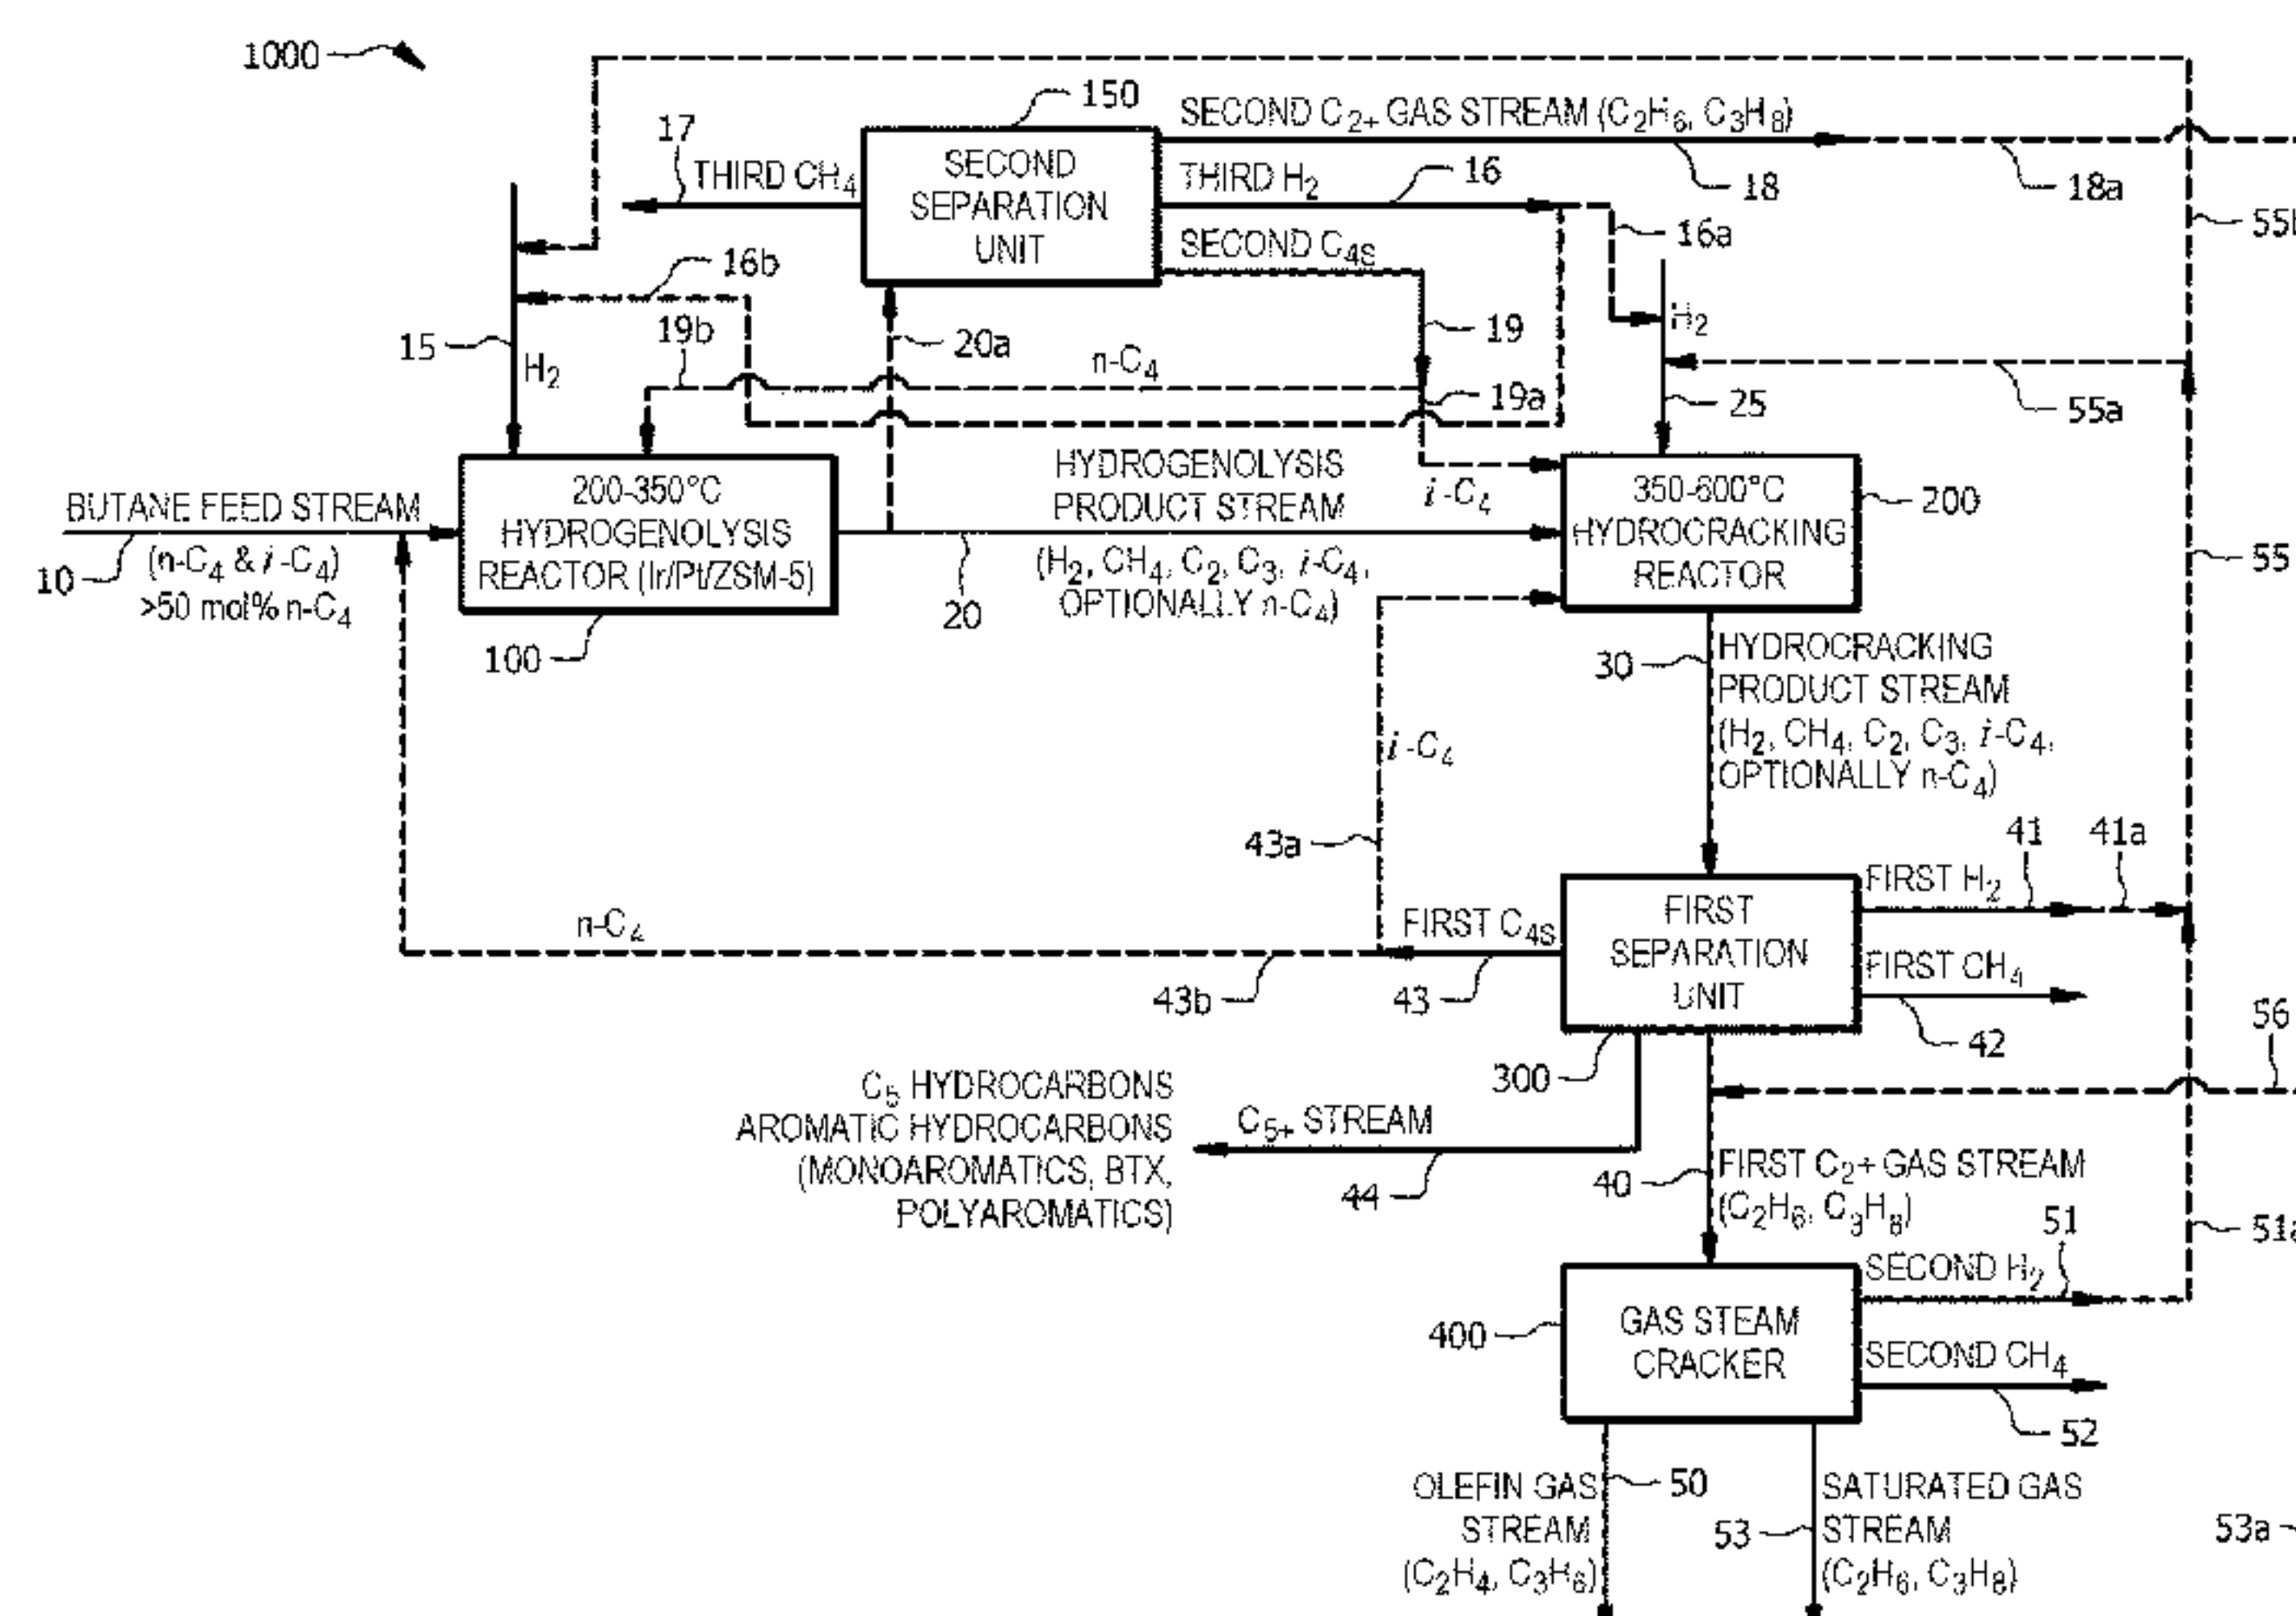 1000
150
SECOND C2+ GAS STREAM (C2H6, C3H8)
17
SECOND
SEPARATION
UNIT
THIRD CH4
THIRD H2
16
18
18a
SECOND C4S
16a
55b
16b
H2
15
19b
20a
19
n-C4
H2
19a
25
55a
BUTANE FEED STREAM
(n-C4 & i-C4)
>50 mol% n-C4
10
200-350°C
HYDROGENOLYSIS
REACTOR (Ir/Pt/ZSM-5)
100
HYDROGENOLYSIS
PRODUCT STREAM
(H2, CH4, C2, C3, i-C4,
OPTIONALLY n-C4)
20
i-C4
350-600°C
HYDROCRACKING
REACTOR
200
55
30
HYDROCRACKING
PRODUCT STREAM
(H2, CH4, C2, C3, i-C4,
OPTIONALLY n-C4)
i-C4
43a
41
41a
FIRST H2
n-C4
FIRST C4S
FIRST
SEPARATION
UNIT
FIRST CH4
43b
43
42
56
300
C5 HYDROCARBONS
AROMATIC HYDROCARBONS
(MONOAROMATICS, BTX,
POLYAROMATICS)
C5+ STREAM
44
40
FIRST C2+ GAS STREAM
(C2H6, C3H8)
51
51a
SECOND H2
400
GAS STEAM
CRACKER
SECOND CH4
52
OLEFIN GAS
STREAM
(C2H4, C3H6)
50
53
SATURATED GAS
STREAM
(C2H6, C3H8)
53a